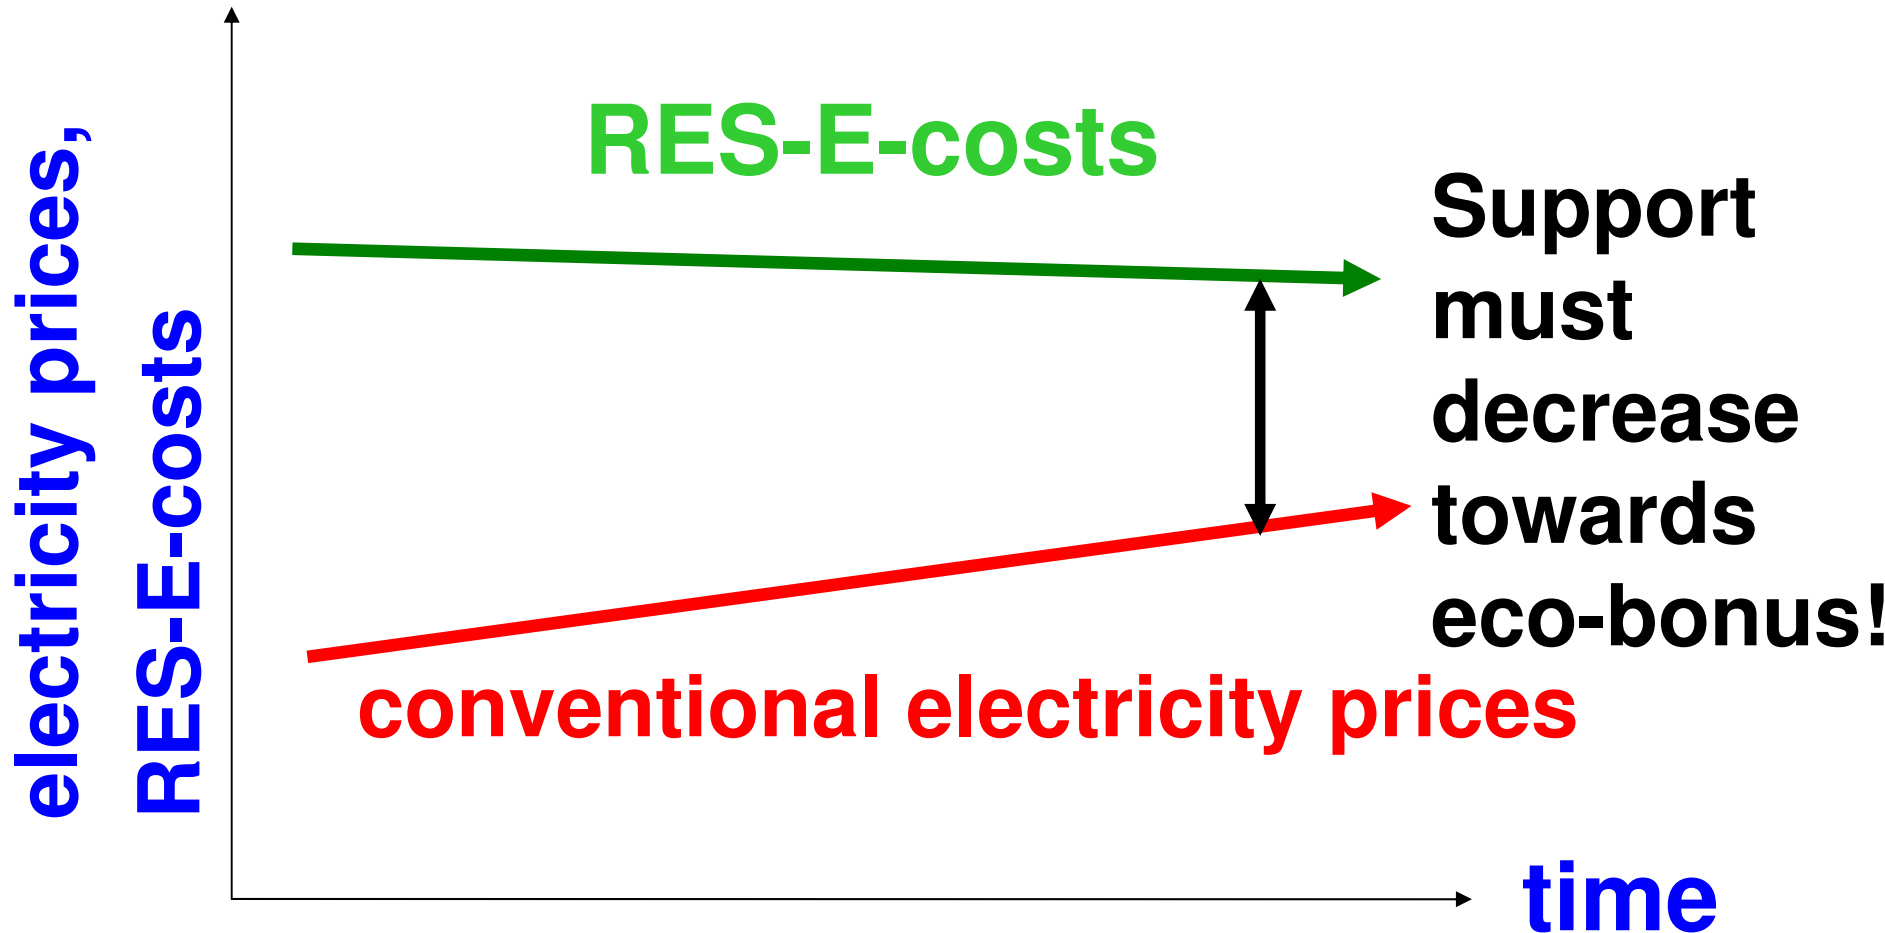 electricity prices,
RES-E-costs
RES-E-costs
Support
must
decrease
towards
eco-bonus!
conventional electricity prices
time